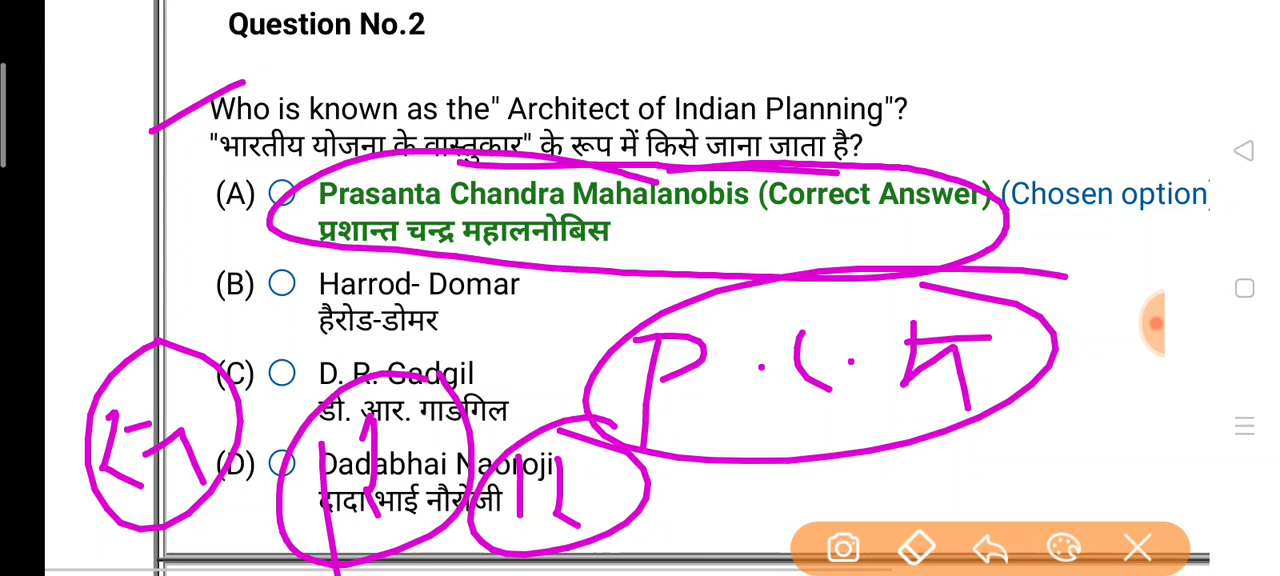 Question No.2
Who is known as the" Architect of Indian Planning"?
"भारतीय योजना के वास्तुकार" के रूप में किसे जाना जाता है?
(A) Prasanta Chandra Mahalanobis (Correct Answer) (Chosen option)
प्रशान्त चन्द्र महालनोबिस
(B) Harrod- Domar
हैरोड-डोमर
(C) D. R. Gadgil
डी. आर. गाडगिल
P.C.
(D) Dadabhai Naoroji
दादा भाई नौरोजी